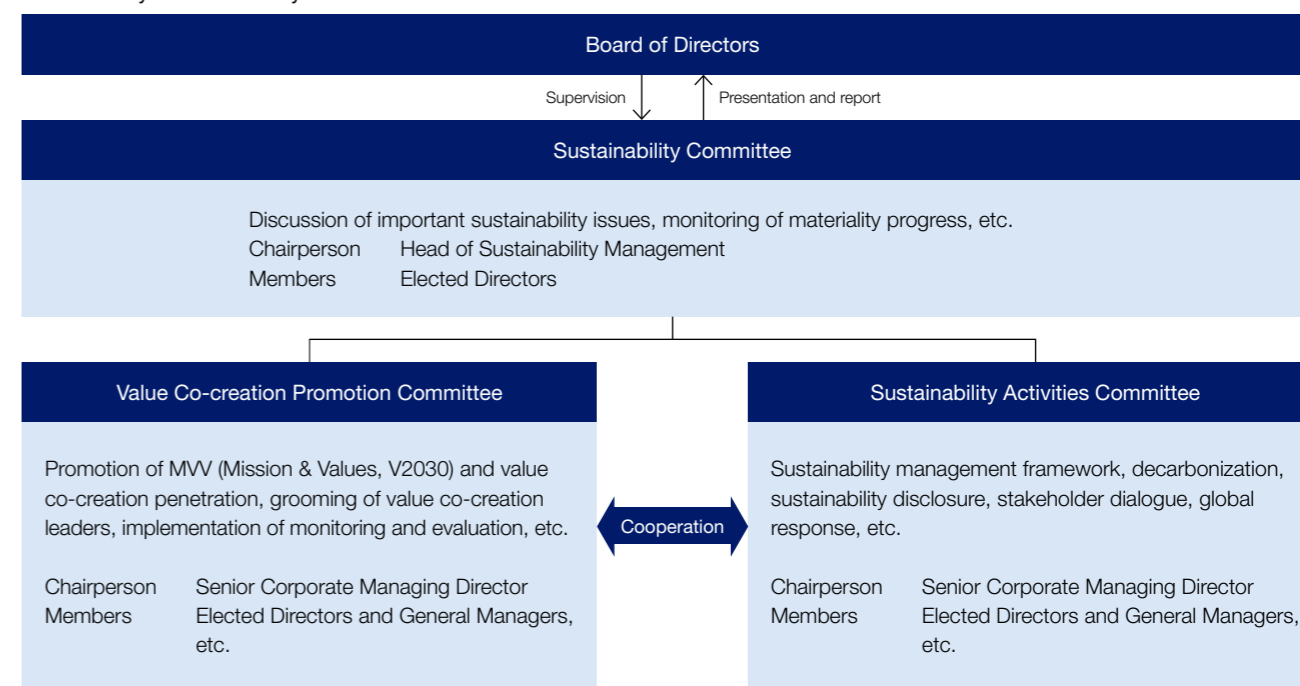 Board of Directors
Supervision
Presentation and report
Sustainability Committee
Discussion of important sustainability issues, monitoring of materiality progress, etc.
Chairperson Head of Sustainability Management
Members Elected Directors
Value Co-creation Promotion Committee
Promotion of MVV (Mission & Values, V2030) and value
co-creation penetration, grooming of value co-creation
leaders, implementation of monitoring and evaluation, etc.
Chairperson Senior Corporate Managing Director
Members Elected Directors and General Managers,
etc.
Cooperation
Sustainability Activities Committee
Sustainability management framework, decarbonization,
sustainability disclosure, stakeholder dialogue, global
response, etc.
Chairperson Senior Corporate Managing Director
Members Elected Directors and General Managers,
etc.